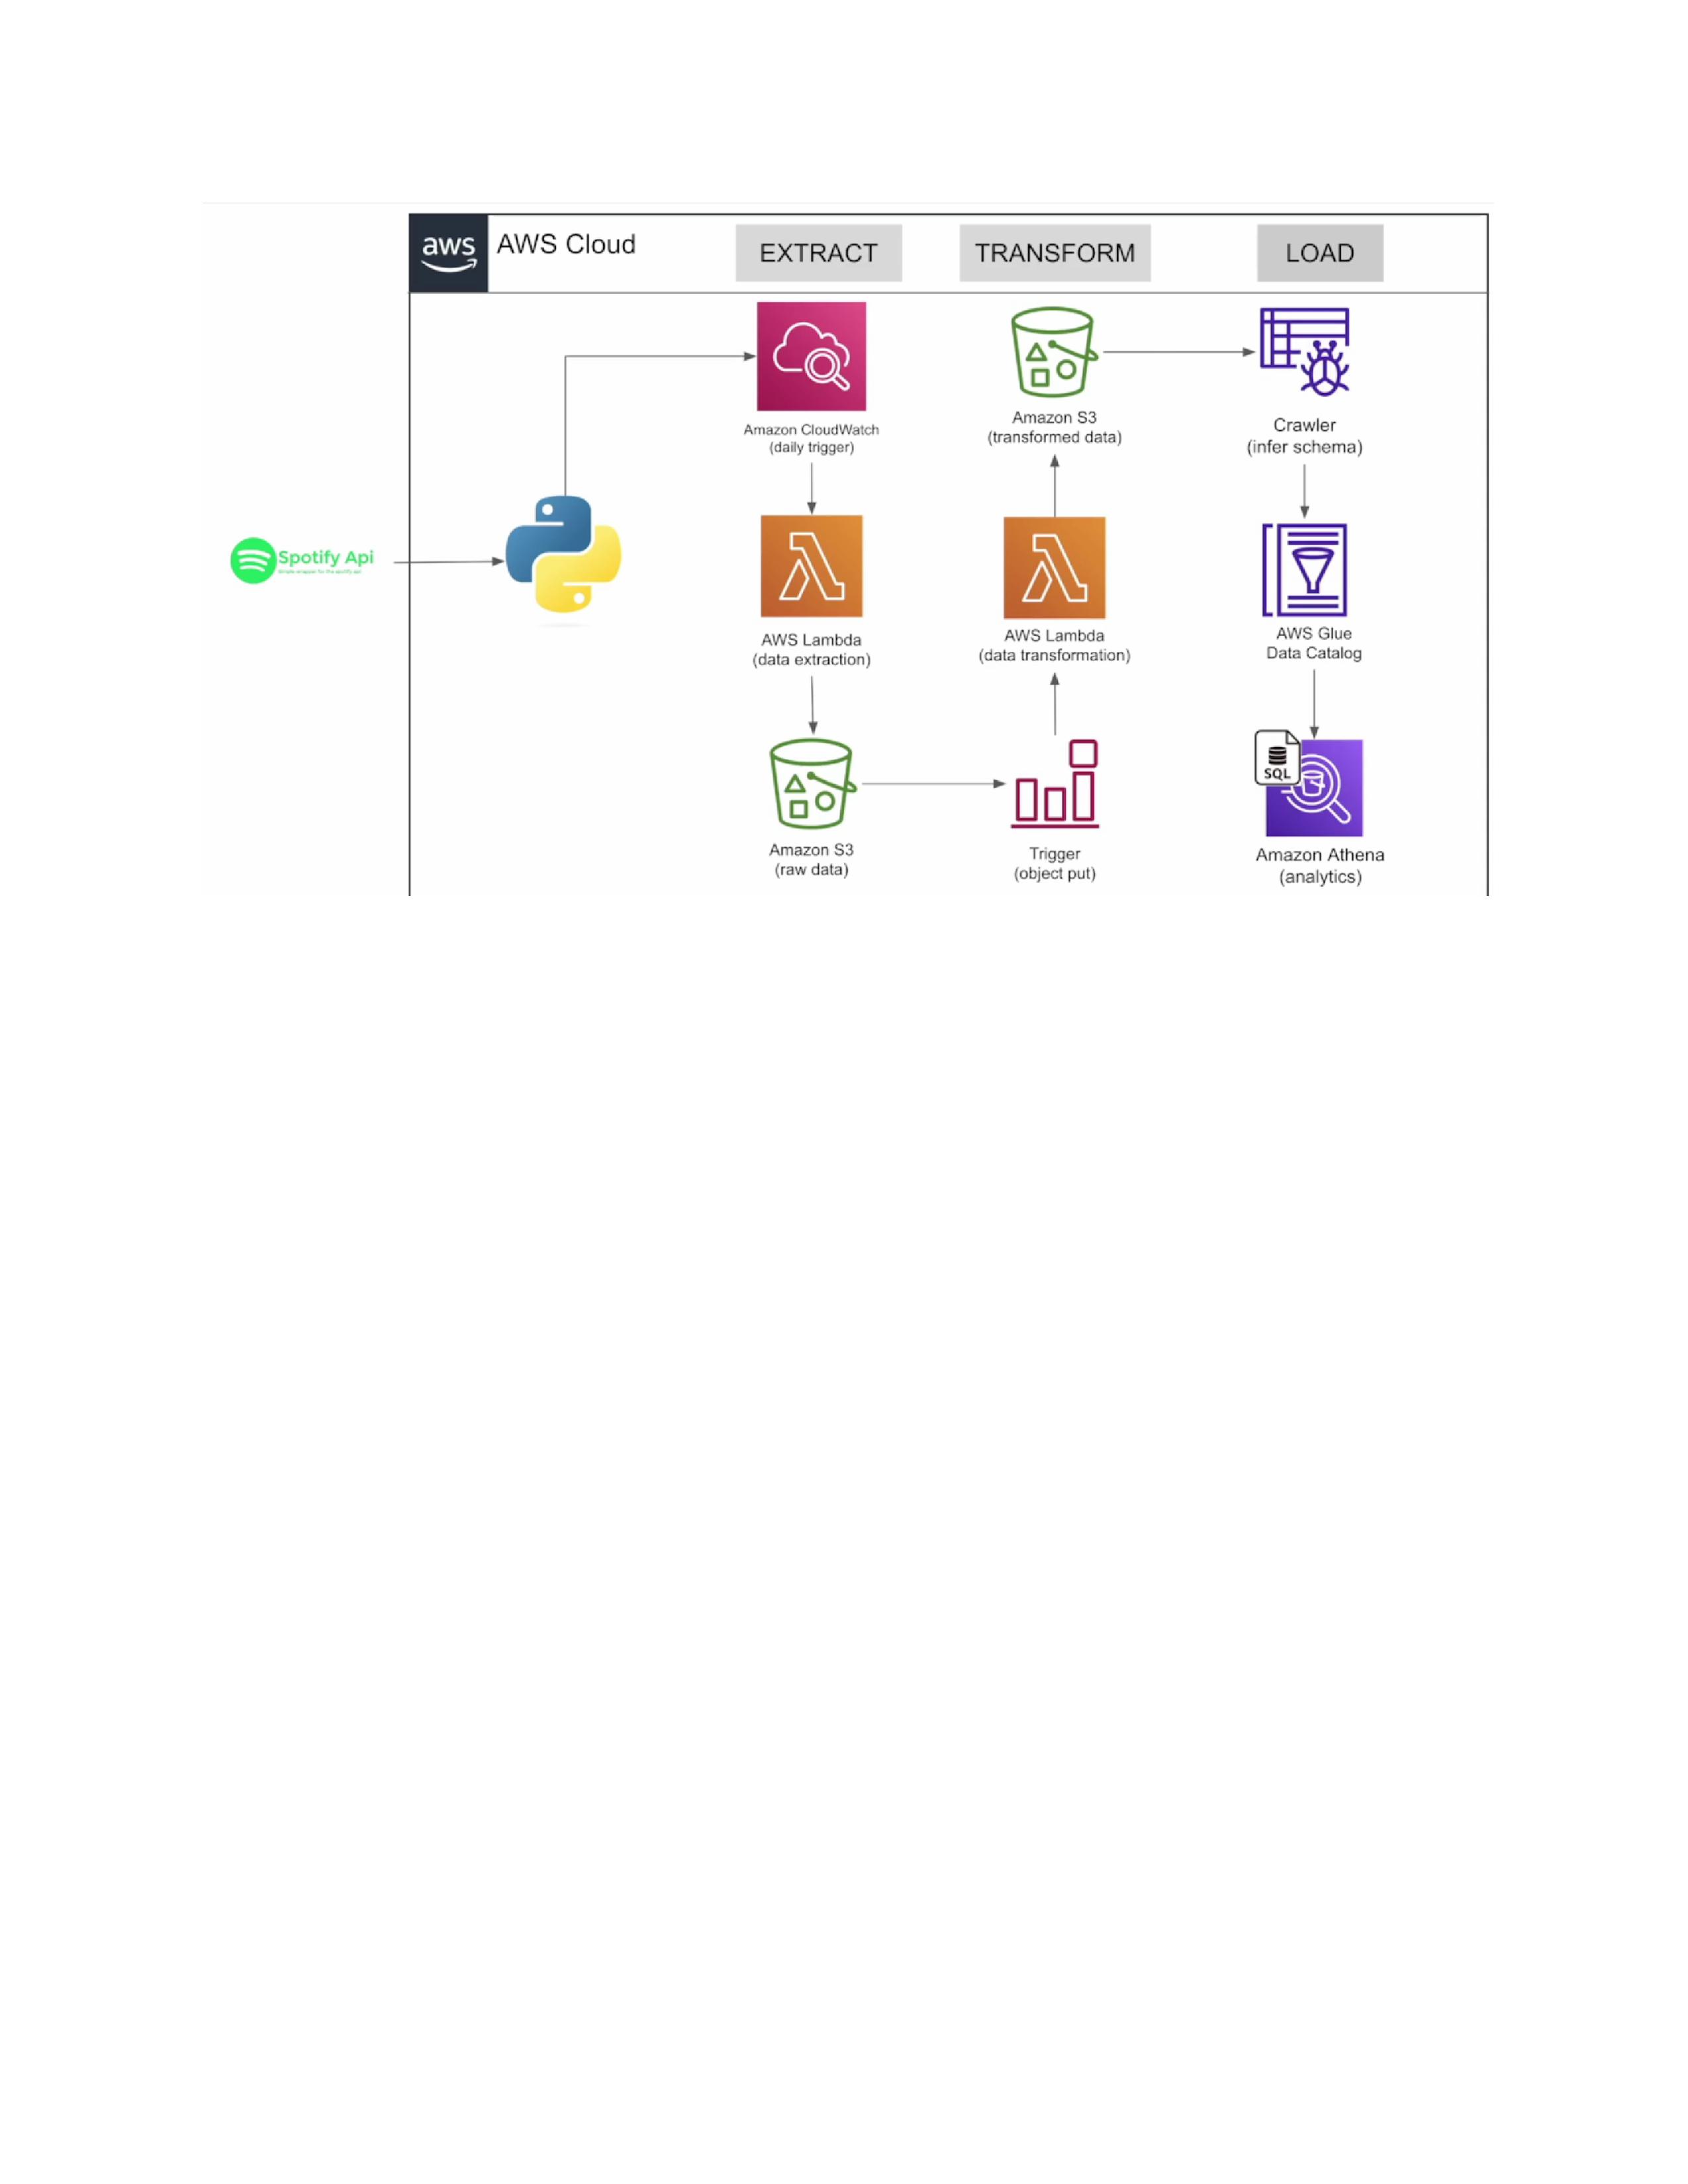 aws
AWS Cloud
EXTRACT
TRANSFORM
LOAD
Spotify Api
Amazon CloudWatch
(daily trigger)
AWS Lambda
(data extraction)
Amazon S3
(raw data)
Amazon S3
(transformed data)
AWS Lambda
(data transformation)
Trigger
(object put)
Crawler
(infer schema)
AWS Glue
Data Catalog
SQL
Amazon Athena
(analytics)